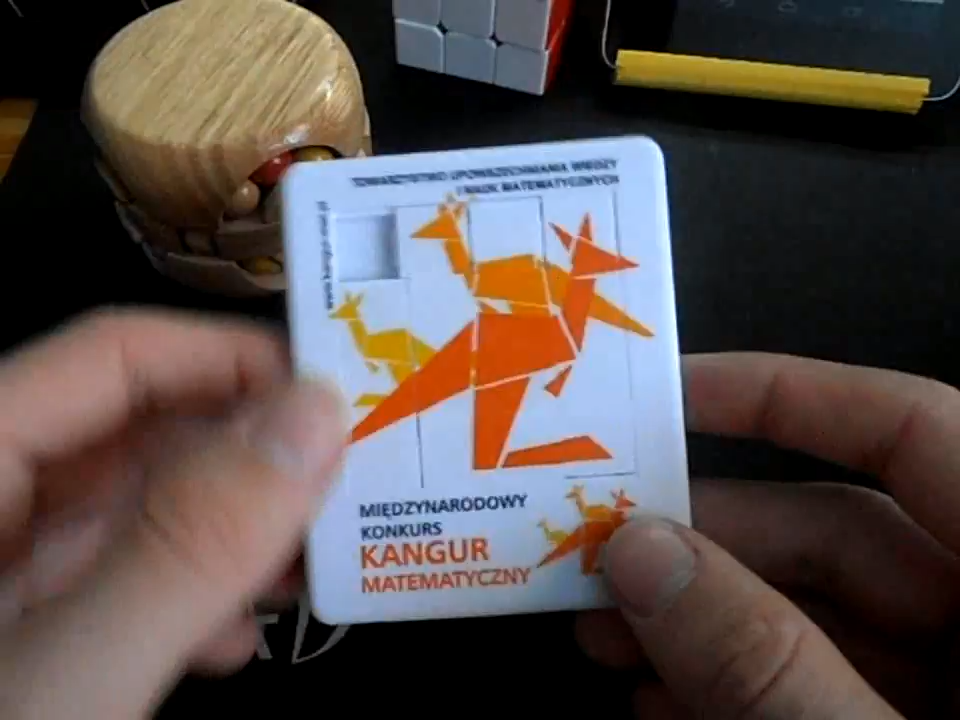 TOWARZYSTWO UPOWSZECHNIANIA WIEDZY
I NAUK MATEMATYCZNYCH
MIĘDZYNARODOWY
KONKURS
KANGUR
MATEMATYCZNY